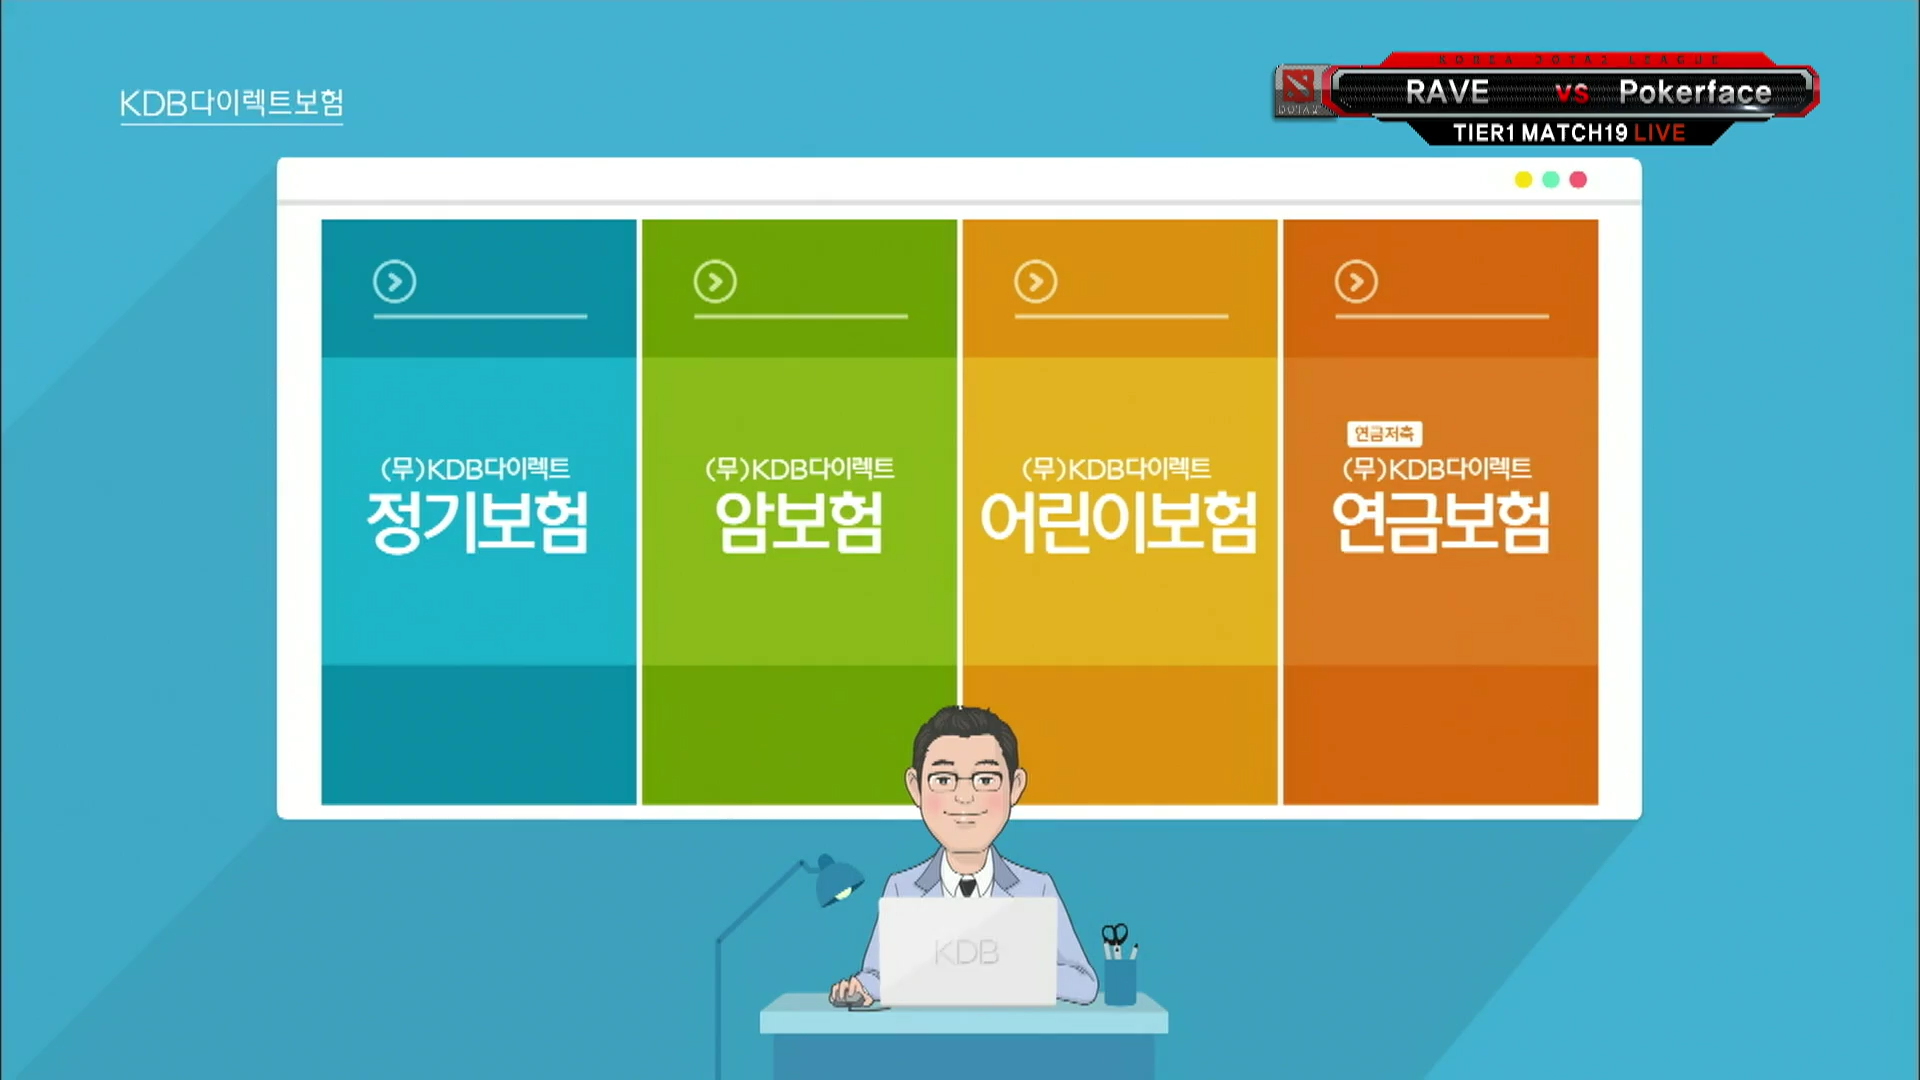 KDB다이렉트보험
KOREA DOTA2 LEAGUE
DOTA2
RAVE vs Pokerface
TIER1 MATCH19 LIVE
(무)KDB다이렉트
정기보험
(무)KDB다이렉트
암보험
(무)KDB다이렉트
어린이보험
연금저축
(무)KDB다이렉트
연금보험
KDB